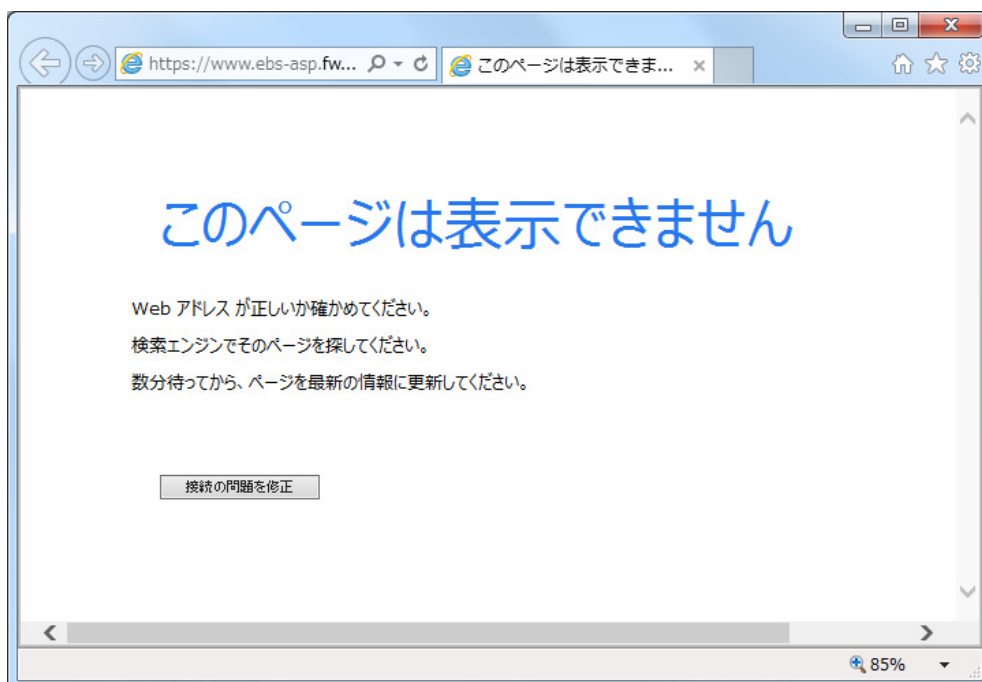 https://www.ebs-asp.fw...
このページは表示できま...
このページは表示できません
Web アドレス が正しいか確かめてください。
検索エンジンでそのページを探してください。
数分待ってから、ページを最新の情報に更新してください。
接続の問題を修正
85%